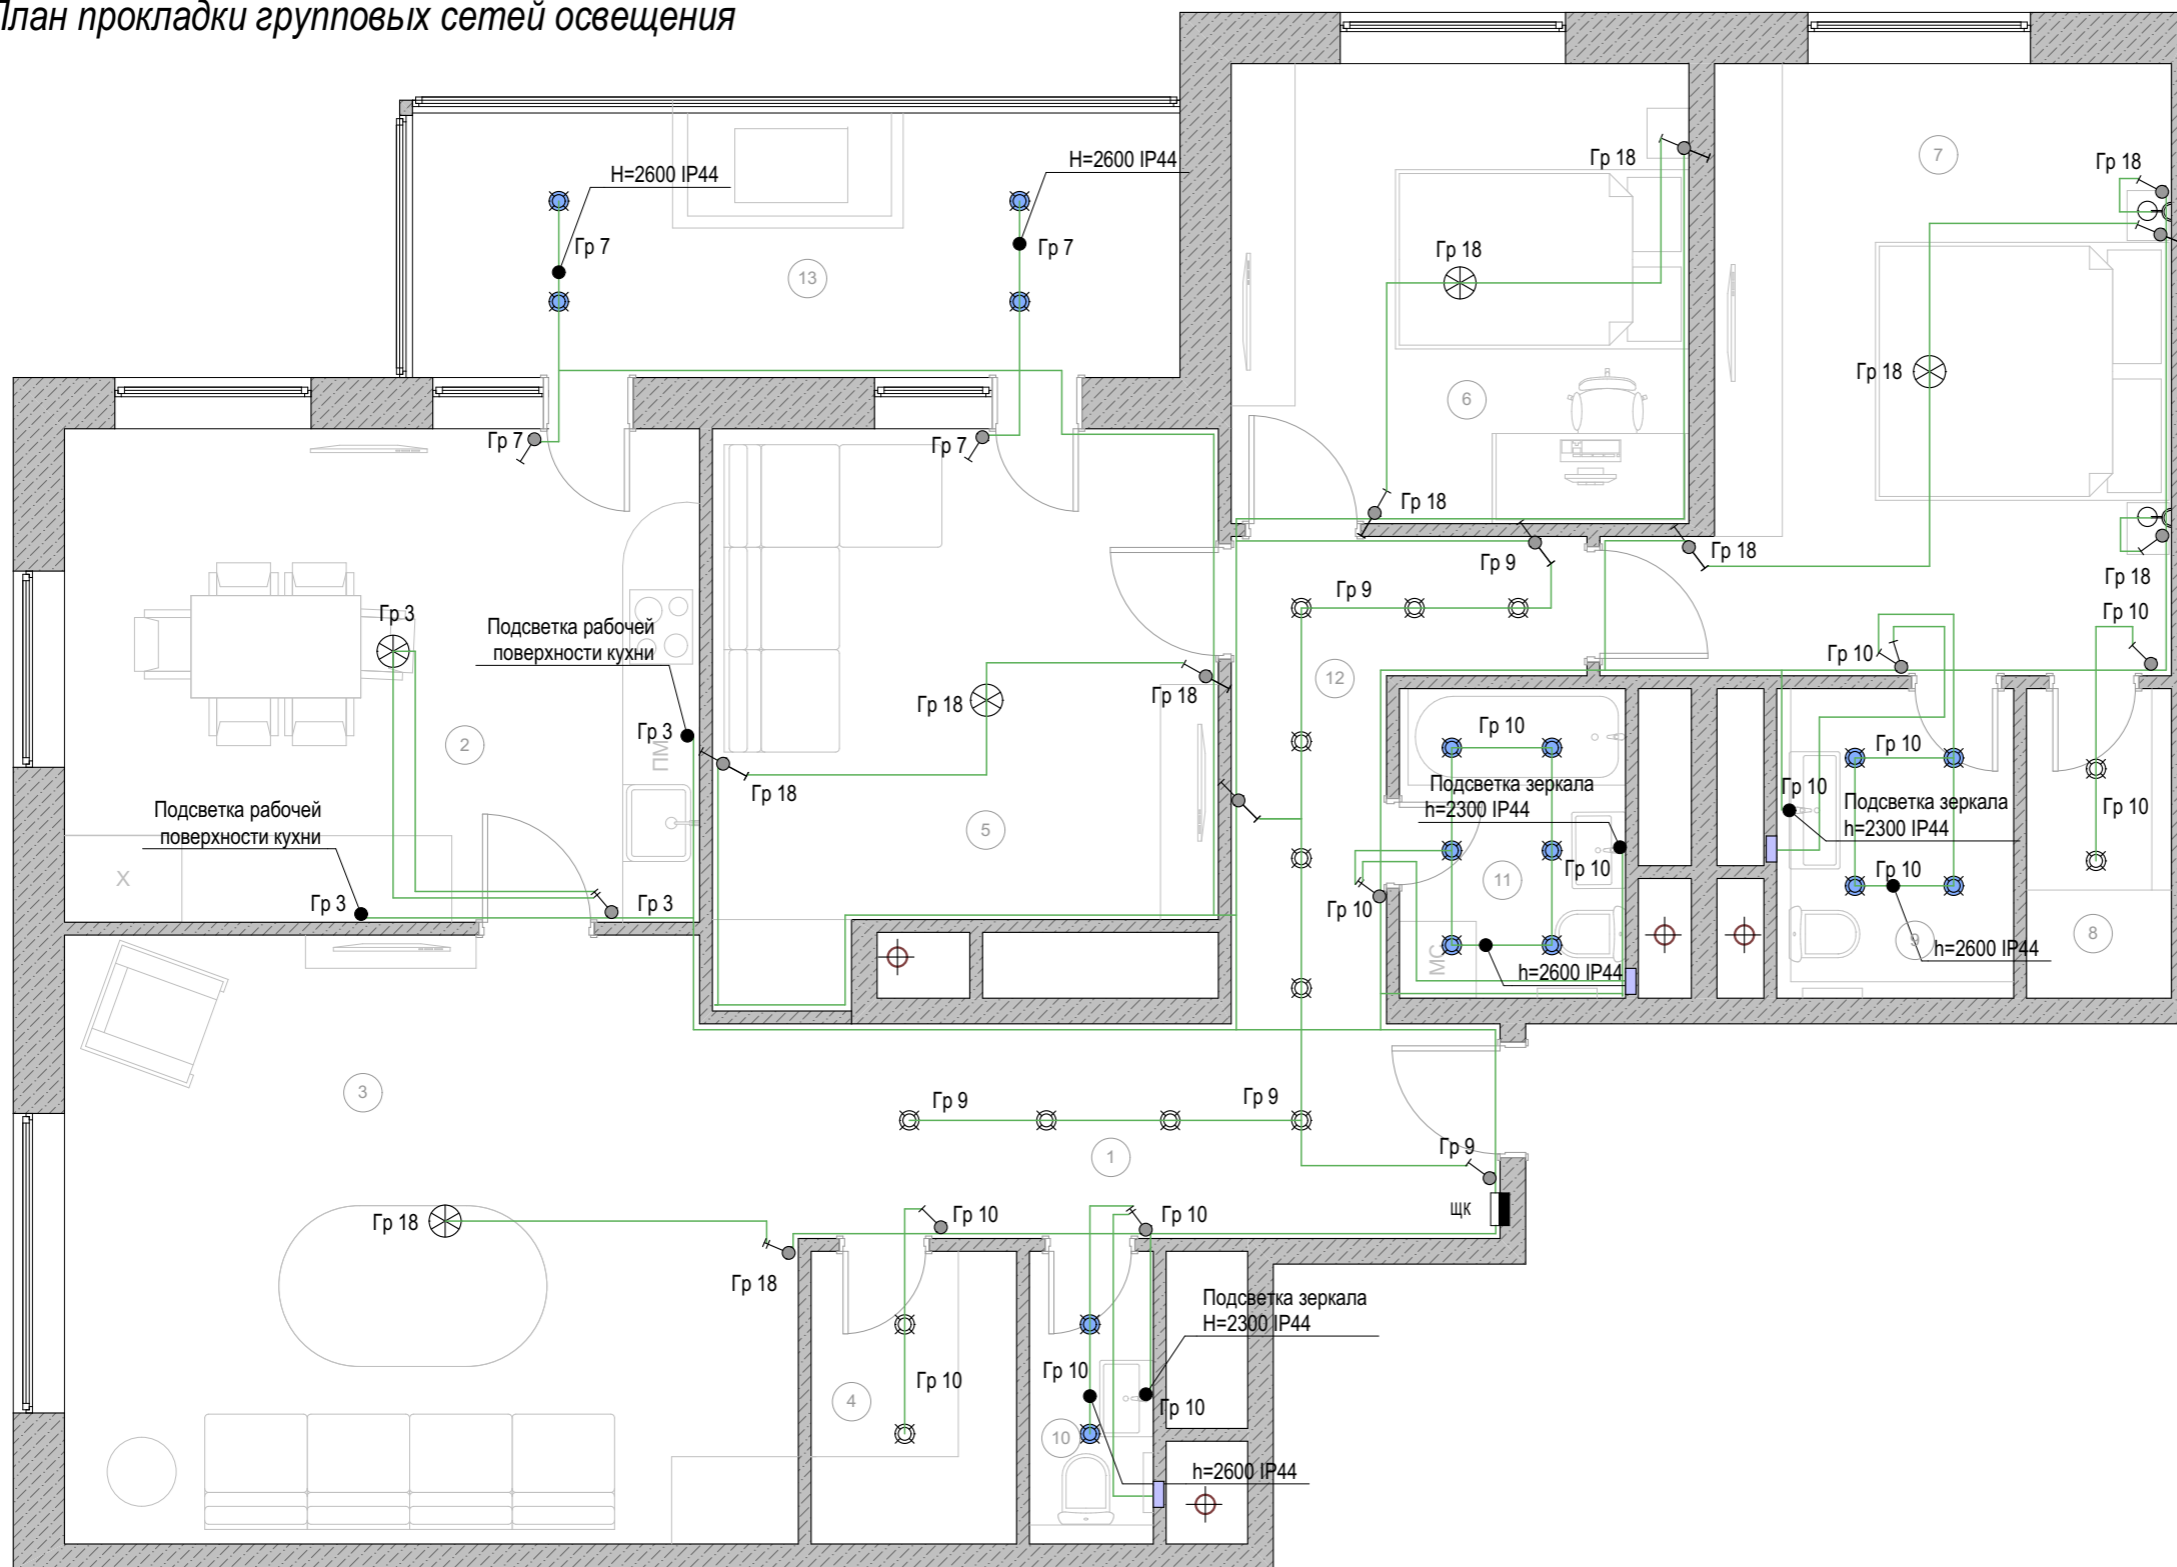 План прокладки групповых сетей освещения
H=2600 IP44
H=2600 IP44
Гр 18
7
Гр 18
Гр 7
Гр 7
13
Гр 18
Гр 18
6
Гр 7
Гр 7
Гр 18
Гр 18
Гр 9
Гр 9
Гр 18
Гр 10
Гр 3
Подсветка рабочей
поверхности кухни
Гр 10
12
Гр 18
Гр 18
Гр 3
ПМ
2
Гр 10
Гр 10
Подсветка зеркала
h=2300 IP44
Гр 10
Подсветка зеркала
h=2300 IP44
Гр 10
Гр 18
Подсветка рабочей
поверхности кухни
5
Гр 10
Гр 10
11
X
Гр 3
Гр 3
Гр 10
МС
h=2600 IP44
9
h=2600 IP44
8
3
Гр 9
Гр 9
1
Гр 9
щк
Гр 18
Гр 10
Гр 10
Гр 18
Подсветка зеркала
H=2300 IP44
Гр 10
Гр 10
4
Гр 10
10
h=2600 IP44